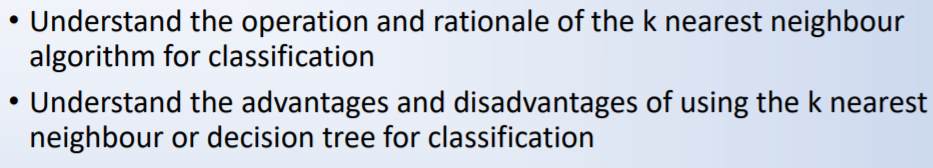 • Understand the operation and rationale of the k nearest neighbour
algorithm for classification
• Understand the advantages and disadvantages of using the k nearest
neighbour or decision tree for classification